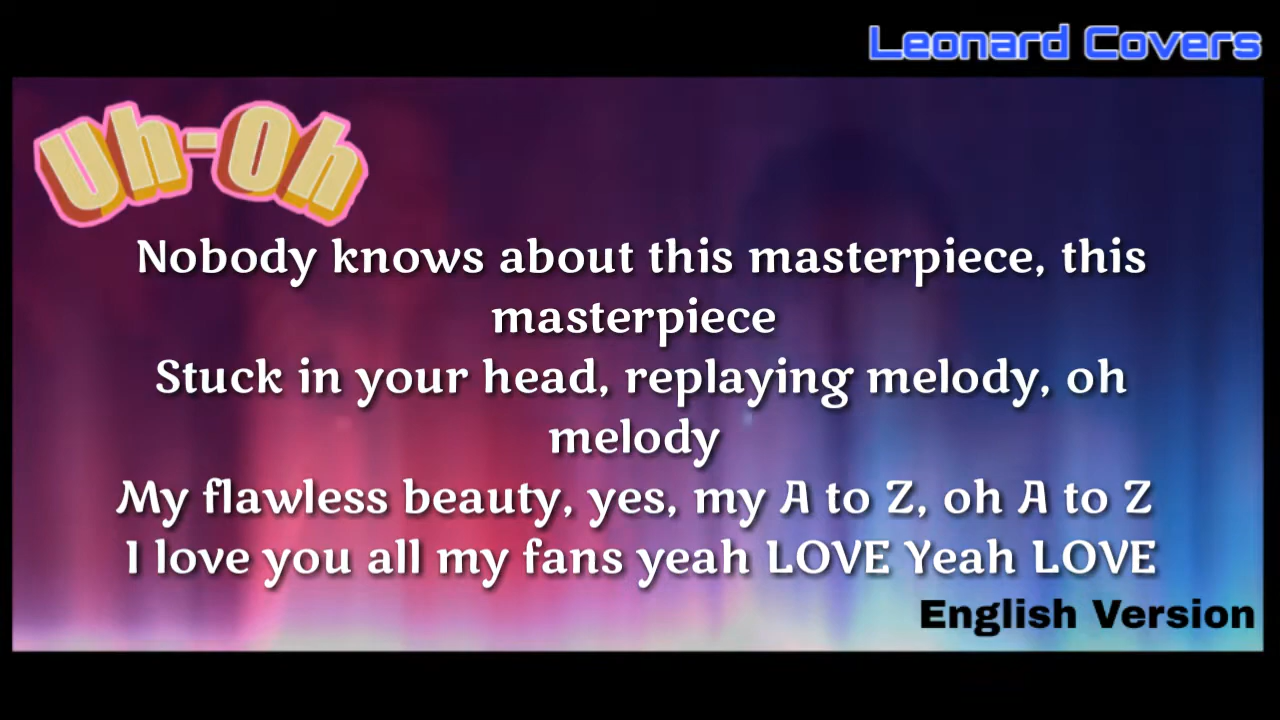 Leonard Covers
Uh-Oh
Nobody knows about this masterpiece, this
masterpiece
Stuck in your head, replaying melody, oh
melody
My flawless beauty, yes, my A to Z, oh A to Z
I love you all my fans yeah LOVE Yeah LOVE
English Version